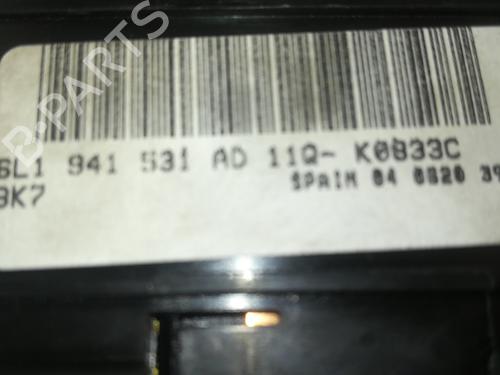 6L1 941 531 AD 11Q- K0833C
9K7
SPAIN 04 0820 39
B-PARTS